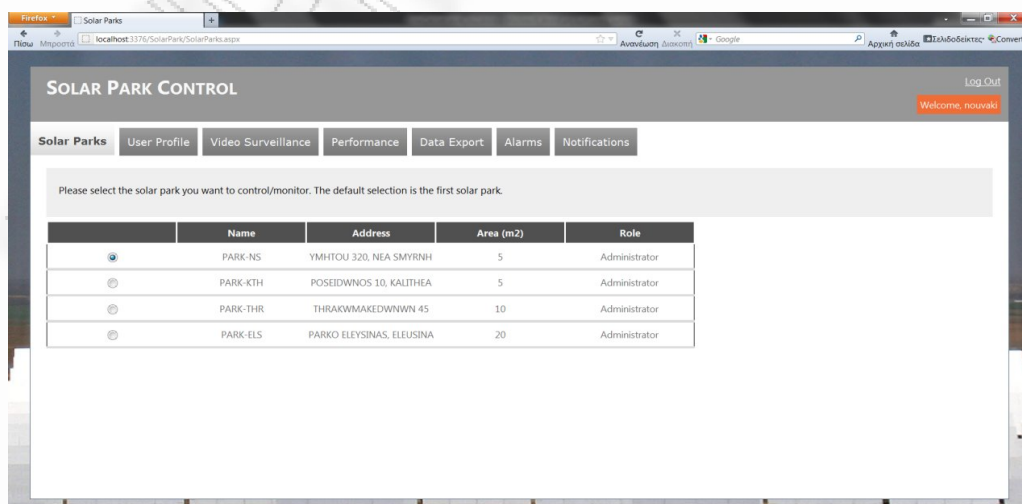 Firefox
Solar Parks
+
Πίσω Μπροστά localhost:3376/SolarPark/SolarParks.aspx Ανανέωση Διακοπή Google Αρχική σελίδα Σελιδοδείκτες Conver
SOLAR PARK CONTROL
Log Out
Welcome, nouvaki
Solar Parks User Profile Video Surveillance Performance Data Export Alarms Notifications
Please select the solar park you want to control/monitor. The default selection is the first solar park.
Name Address Area (m2) Role
PARK-NS YMHTOU 320, NEA SMYRNH 5 Administrator
PARK-KTH POSEIDWNOS 10, KALITHEA 5 Administrator
PARK-THR THRAKWMAKEDWNWN 45 10 Administrator
PARK-ELS PARKO ELEYSINAS, ELEUSINA 20 Administrator